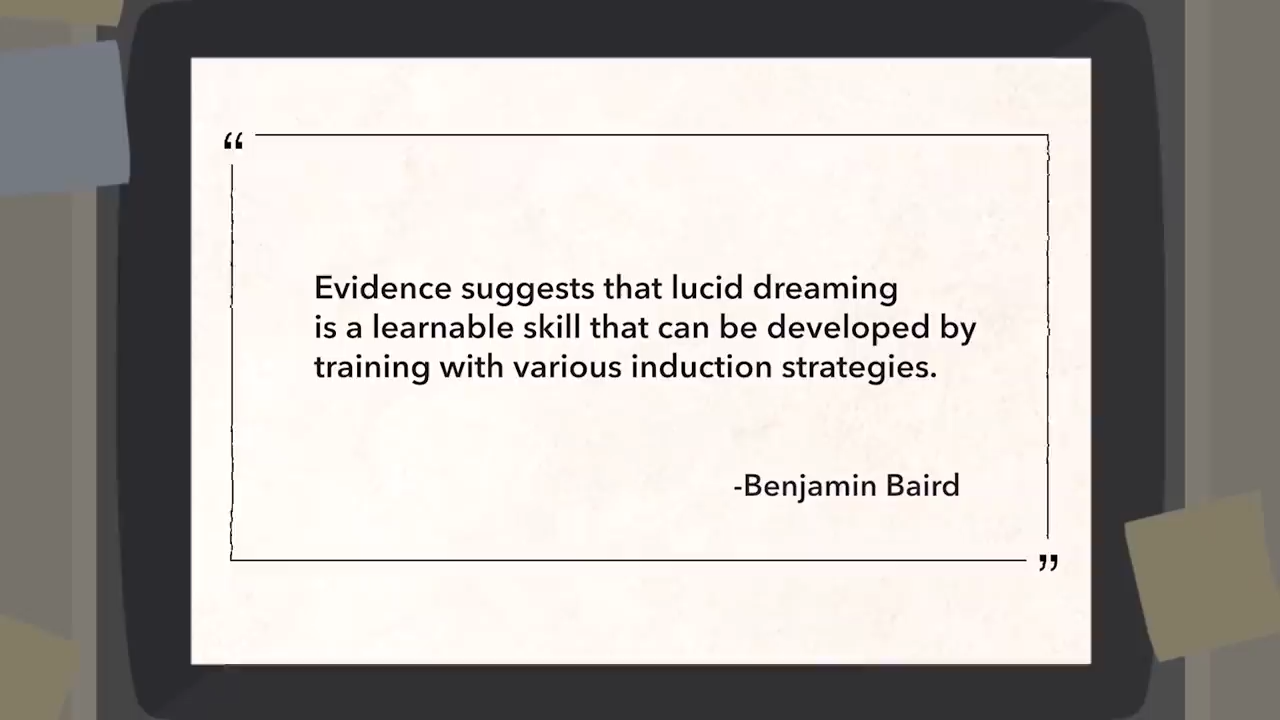 “
Evidence suggests that lucid dreaming
is a learnable skill that can be developed by
training with various induction strategies.
-Benjamin Baird
”